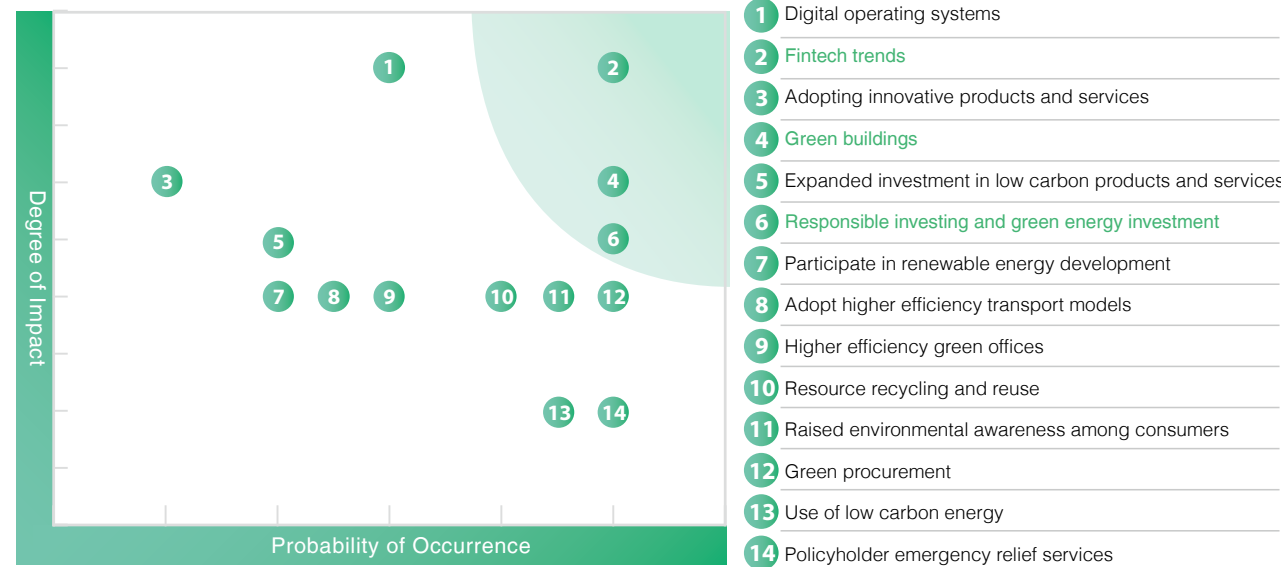 Degree of Impact
1
2
3
4
5
6
7
8
9
10
11
12
13
14
Probability of Occurrence
1 Digital operating systems
2 Fintech trends
3 Adopting innovative products and services
4 Green buildings
5 Expanded investment in low carbon products and services
6 Responsible investing and green energy investment
7 Participate in renewable energy development
8 Adopt higher efficiency transport models
9 Higher efficiency green offices
10 Resource recycling and reuse
11 Raised environmental awareness among consumers
12 Green procurement
13 Use of low carbon energy
14 Policyholder emergency relief services